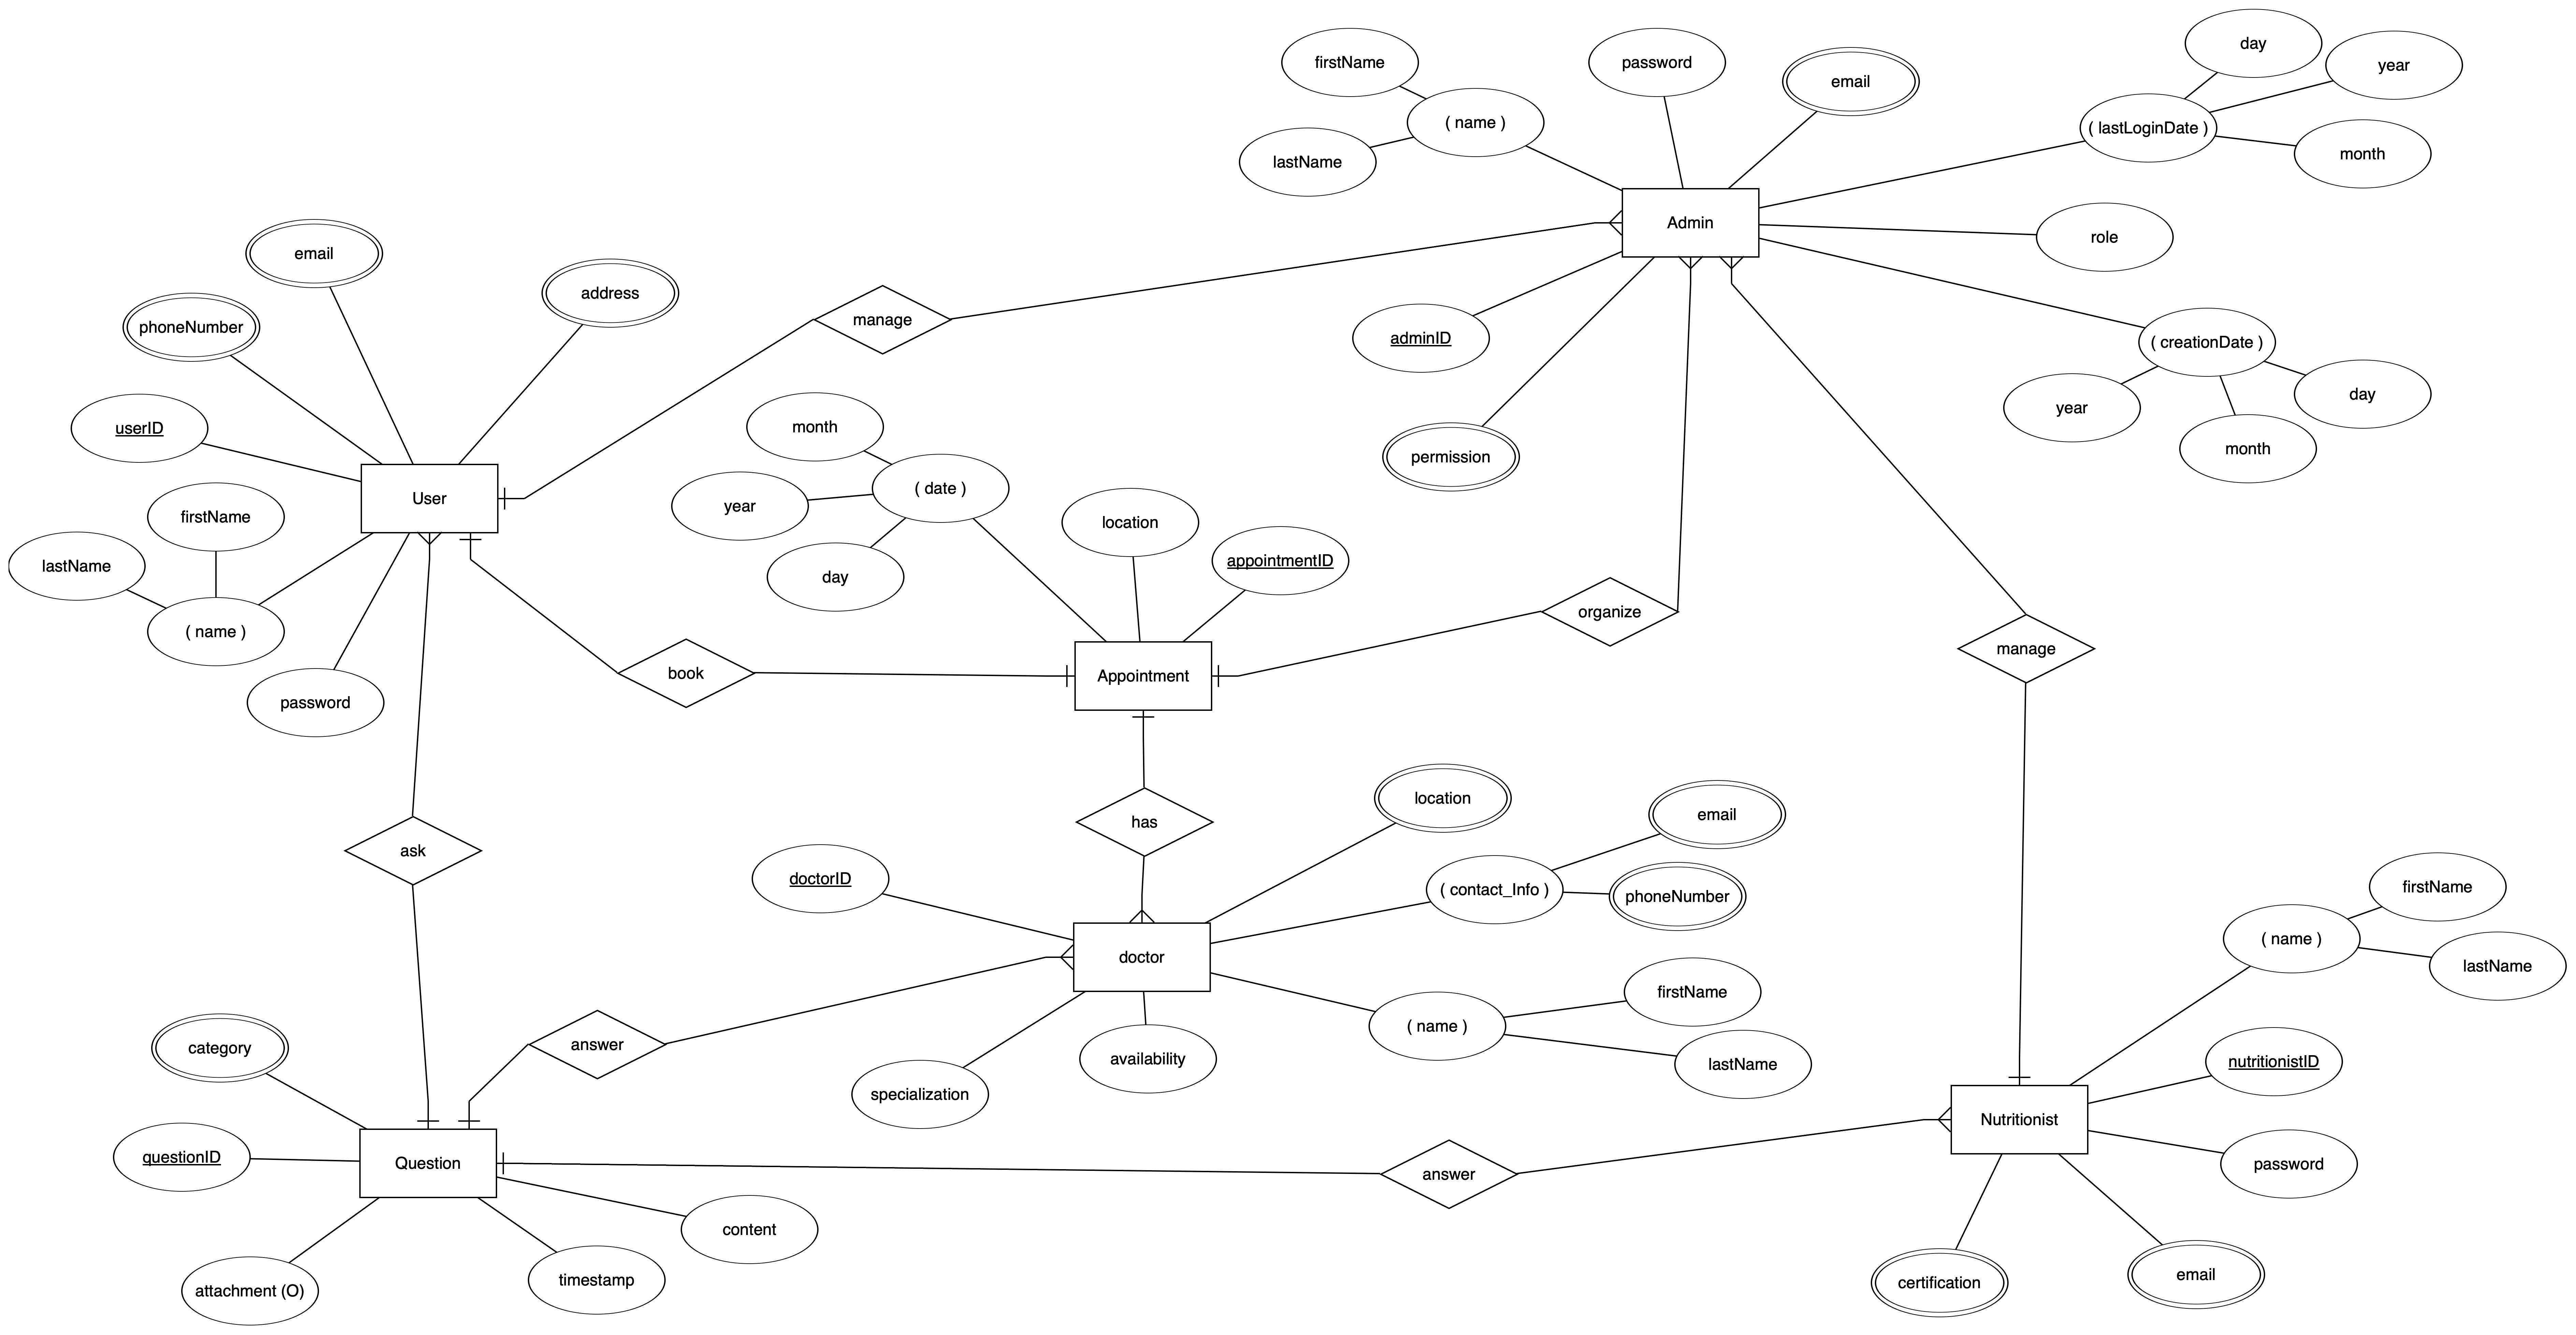 day
year
( lastLoginDate )
month
firstName
password
email
( name )
lastName
Admin
role
email
address
phoneNumber
manage
adminID
( creationDate )
day
year
month
userID
month
permission
User
( date )
year
firstName
location
appointmentID
lastName
day
organize
( name )
manage
book
Appointment
password
location
email
has
ask
doctorID
( contact_Info )
phoneNumber
firstName
( name )
doctor
lastName
firstName
( name )
answer
category
availability
nutritionistID
lastName
specialization
Nutritionist
questionID
Question
password
answer
content
timestamp
email
certification
attachment (O)